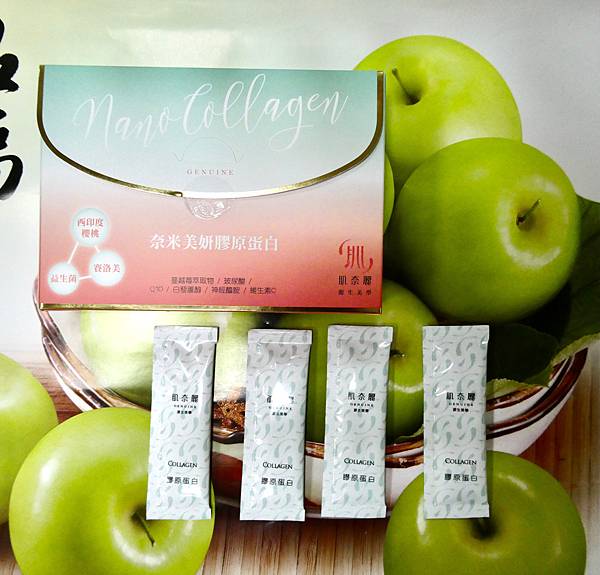 Nano Collagen
GENUINE
奈米美妍膠原蛋白
西印度
櫻桃
益生菌
賽洛美
蔓越莓萃取物 / 玻尿酸 /
Q10 / 白藜蘆醇 / 神經醯胺 / 維生素C
肌奈麗
肌奈麗
GENUINE
COLLAGEN
膠原蛋白
COLLAGEN
膠原蛋白
肌奈麗
GENUINE
COLLAGEN
膠原蛋白
肌奈麗
GENUINE
COLLAGEN
膠原蛋白